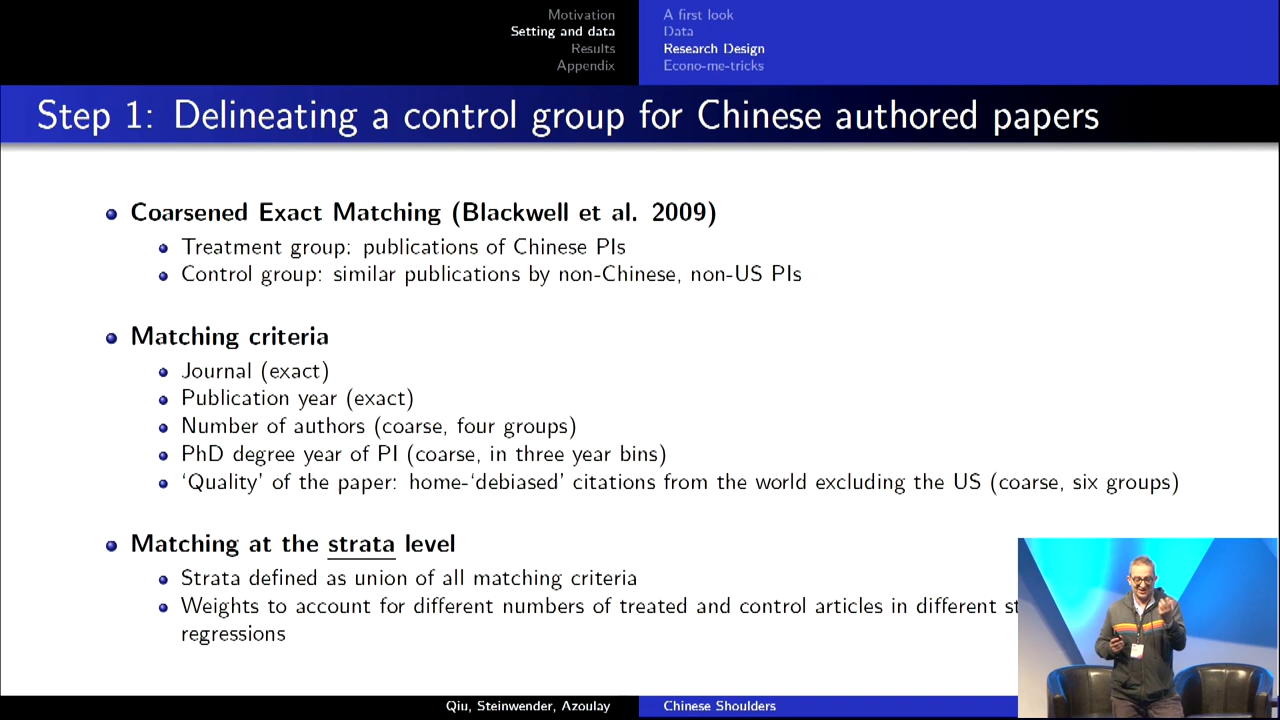 Motivation
Setting and data
Results
Appendix
A first look
Data
Research Design
Econo-me-tricks
Step 1: Delineating a control group for Chinese authored papers
Coarsened Exact Matching (Blackwell et al. 2009)
Treatment group: publications of Chinese PIs
Control group: similar publications by non-Chinese, non-US PIs
Matching criteria
Journal (exact)
Publication year (exact)
Number of authors (coarse, four groups)
PhD degree year of PI (coarse, in three year bins)
‘Quality’ of the paper: home-‘debiased’ citations from the world excluding the US (coarse, six groups)
Matching at the strata level
Strata defined as union of all matching criteria
Weights to account for different numbers of treated and control articles in different
regressions
Qiu, Steinwender, Azoulay
Chinese Shoulders